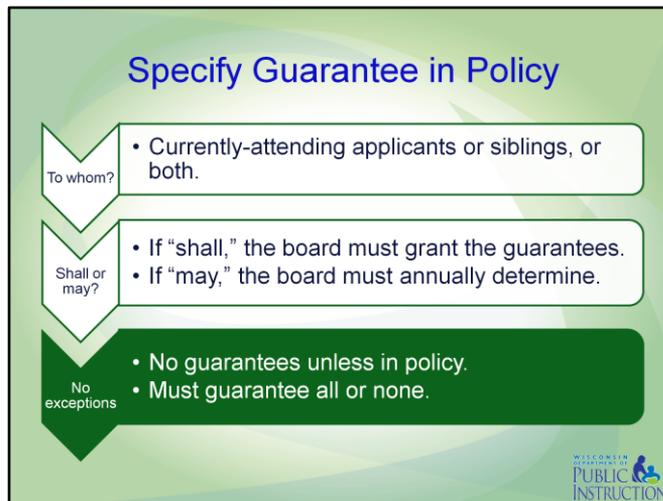 Specify Guarantee in Policy
To whom?
• Currently-attending applicants or siblings, or
both.
Shall or
may?
• If “shall,” the board must grant the guarantees.
• If “may,” the board must annually determine.
No
exceptions
• No guarantees unless in policy.
• Must guarantee all or none.
WISCONSIN
DEPARTMENT OF
PUBLIC
INSTRUCTION